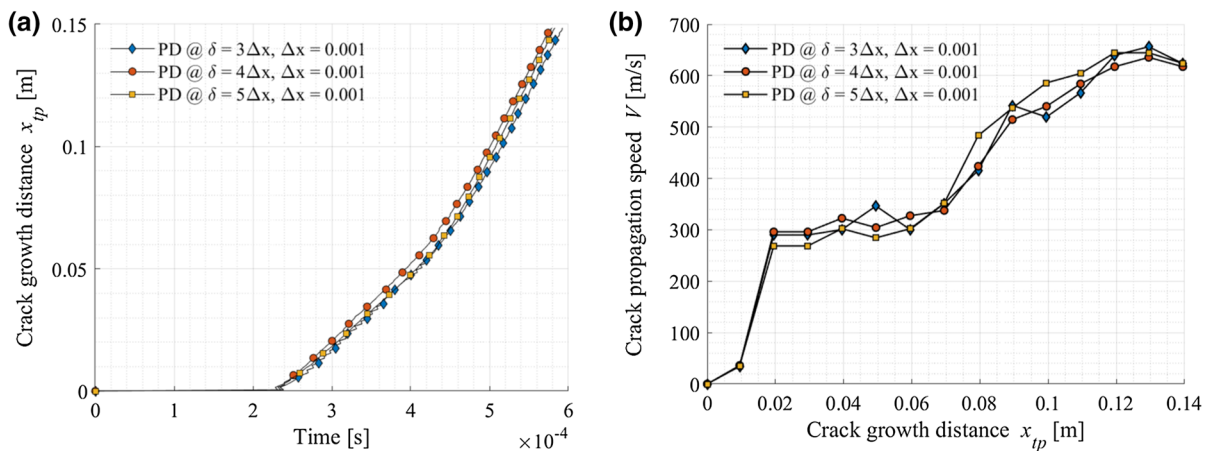 (a)
0.15
0.1
0.05
0
Crack growth distance x_tp [m]
PD @ δ = 3Δx, Δx = 0.001
PD @ δ = 4Δx, Δx = 0.001
PD @ δ = 5Δx, Δx = 0.001
0 1 2 3 4 5 6
Time [s]
×10⁻⁴
(b)
700
600
500
400
300
200
100
0
Crack propagation speed V [m/s]
PD @ δ = 3Δx, Δx = 0.001
PD @ δ = 4Δx, Δx = 0.001
PD @ δ = 5Δx, Δx = 0.001
0 0.02 0.04 0.06 0.08 0.1 0.12 0.14
Crack growth distance x_tp [m]